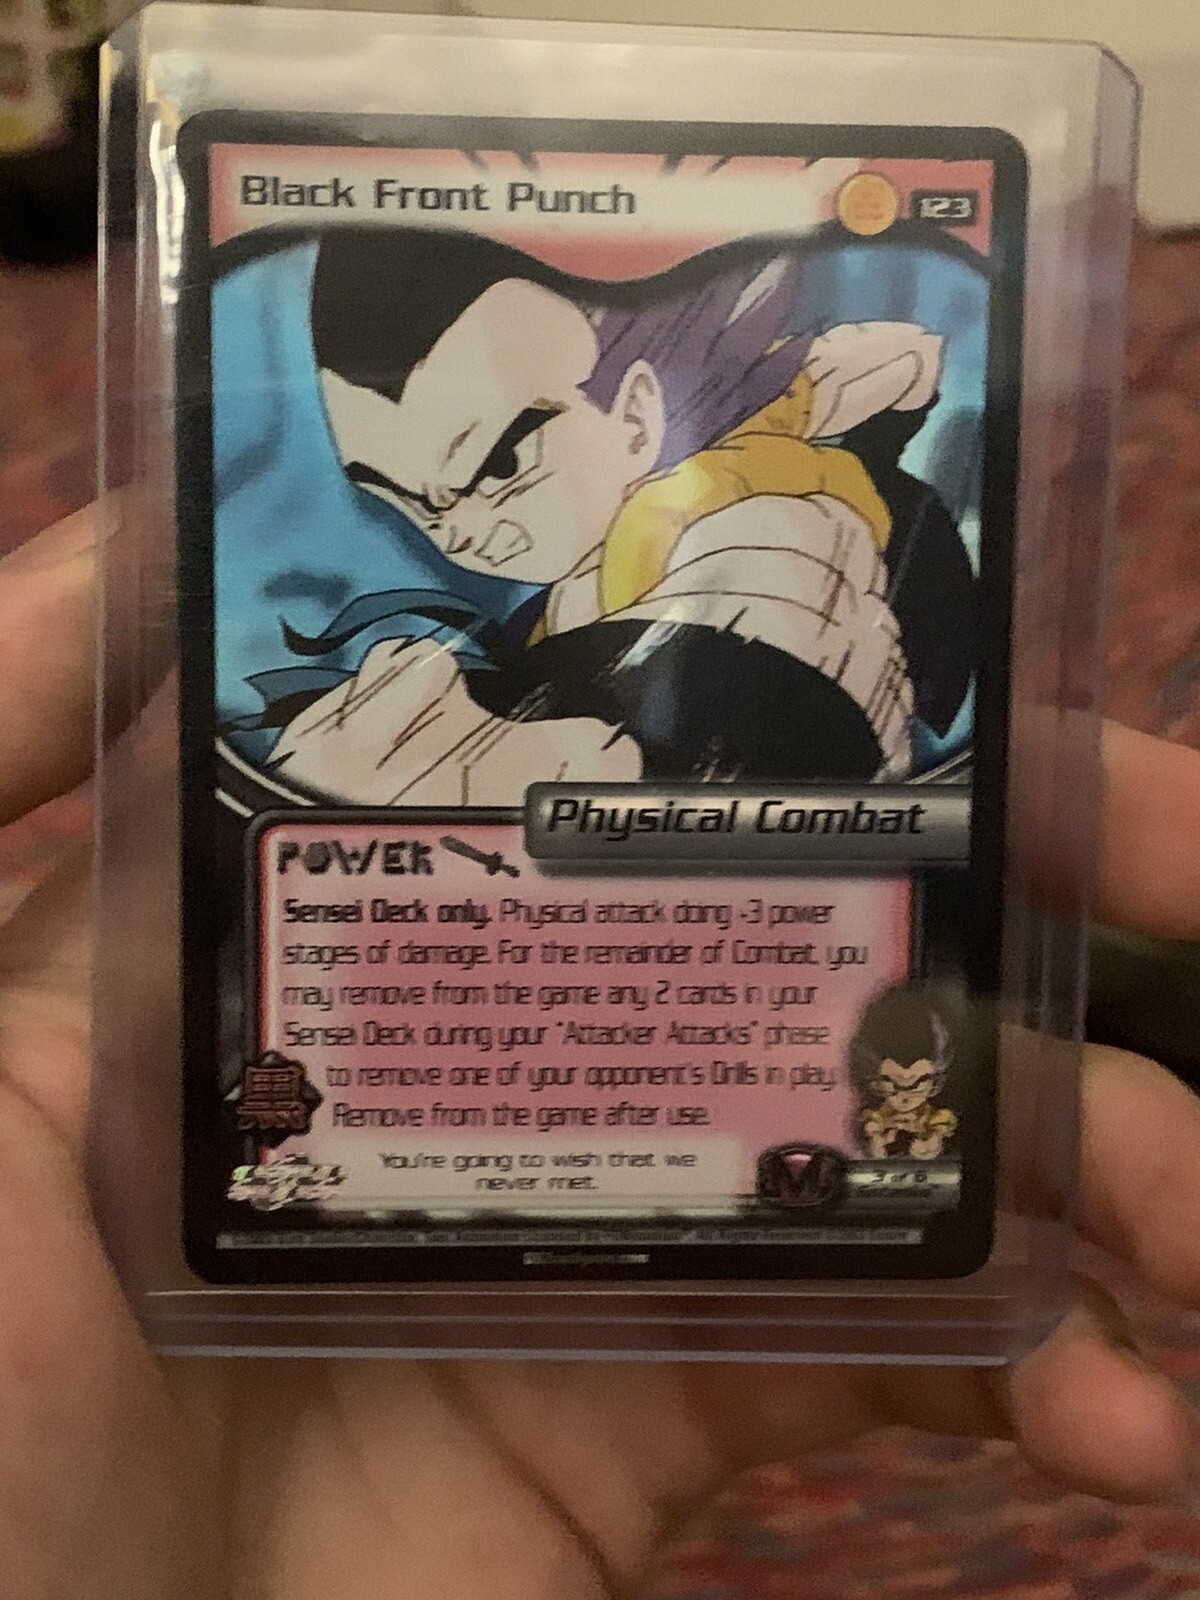 Black Front Punch
123
Physical Combat
POWER
Sensei Deck only. Physical attack doing -3 power
stages of damage. For the remainder of Combat, you
may remove from the game any 2 cards in your
Sensei Deck during your "Attacker Attacks" phase
to remove one of your opponent's Drills in play.
Remove from the game after use.
You're going to wish that we
never met.
3 of 6